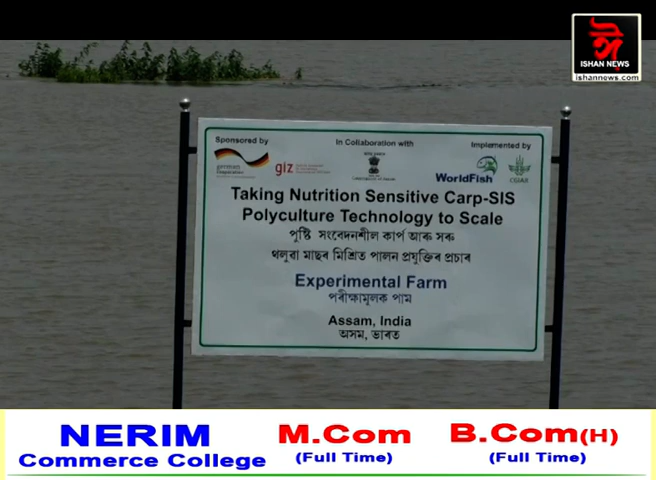 ঈ
ISHAN NEWS
ishannews.com
Sponsored by
In Collaboration with
Implemented by
german
cooperation
giz
WorldFish
CGIAR
Taking Nutrition Sensitive Carp-SIS
Polyculture Technology to Scale
পুষ্টি সংবেদনশীল কাৰ্প আৰু সৰু
থলুৱা মাছৰ মিশ্ৰিত পালন প্ৰযুক্তিৰ প্ৰচাৰ
Experimental Farm
পৰীক্ষামূলক পাম
Assam, India
অসম, ভাৰত
NERIM
Commerce College
M.Com
(Full Time)
B.Com(H)
(Full Time)